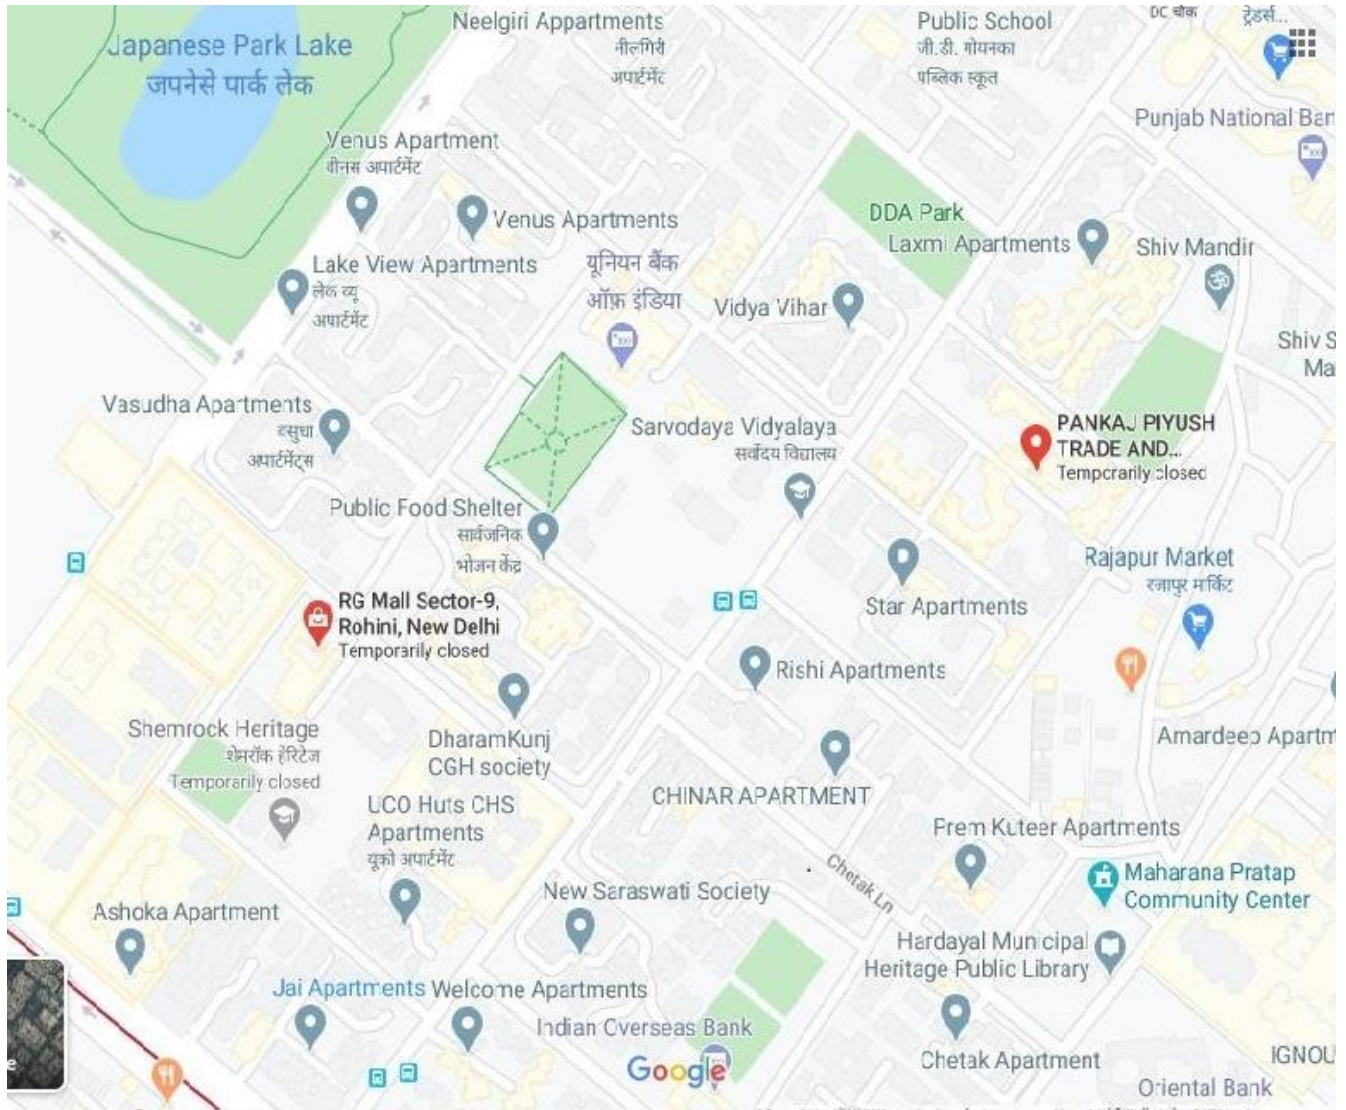 Japanese Park Lake
जपनेसे पार्क लेक
Neelgiri Appartments
नीलगिरी
अपार्टमेंट
Public School
जी.डी. गोयनका
पब्लिक स्कूल
DC चौक
ट्रेडर्स...
Punjab National Ban
Venus Apartment
वीनस अपार्टमेंट
Venus Apartments
DDA Park
Laxmi Apartments
Shiv Mandir
Lake View Apartments
लेक व्यू
अपार्टमेंट
यूनियन बैंक
ऑफ़ इंडिया
Vidya Vihar
Shiv S
Ma
Vasudha Apartments
वसुधा
अपार्टमेंट्स
Sarvodaya Vidyalaya
सर्वोदय विद्यालय
PANKAJ PIYUSH
TRADE AND...
Temporarily closed
Public Food Shelter
सार्वजनिक
भोजन केंद्र
Rajapur Market
रजापुर मार्किट
RG Mall Sector-9,
Rohini, New Delhi
Temporarily closed
Star Apartments
Rishi Apartments
Shemrock Heritage
शेमरॉक हेरिटेज
Temporarily closed
DharamKunj
CGH society
Amardeep Apartm
CHINAR APARTMENT
UCO Huts CHS
Apartments
यूको अपार्टमेंट
Prem Kuteer Apartments
Chetak Ln
Maharana Pratap
Community Center
New Saraswati Society
Ashoka Apartment
Hardayal Municipal
Heritage Public Library
Jai Apartments
Welcome Apartments
Indian Overseas Bank
Google
Chetak Apartment
IGNOU
Oriental Bank
e